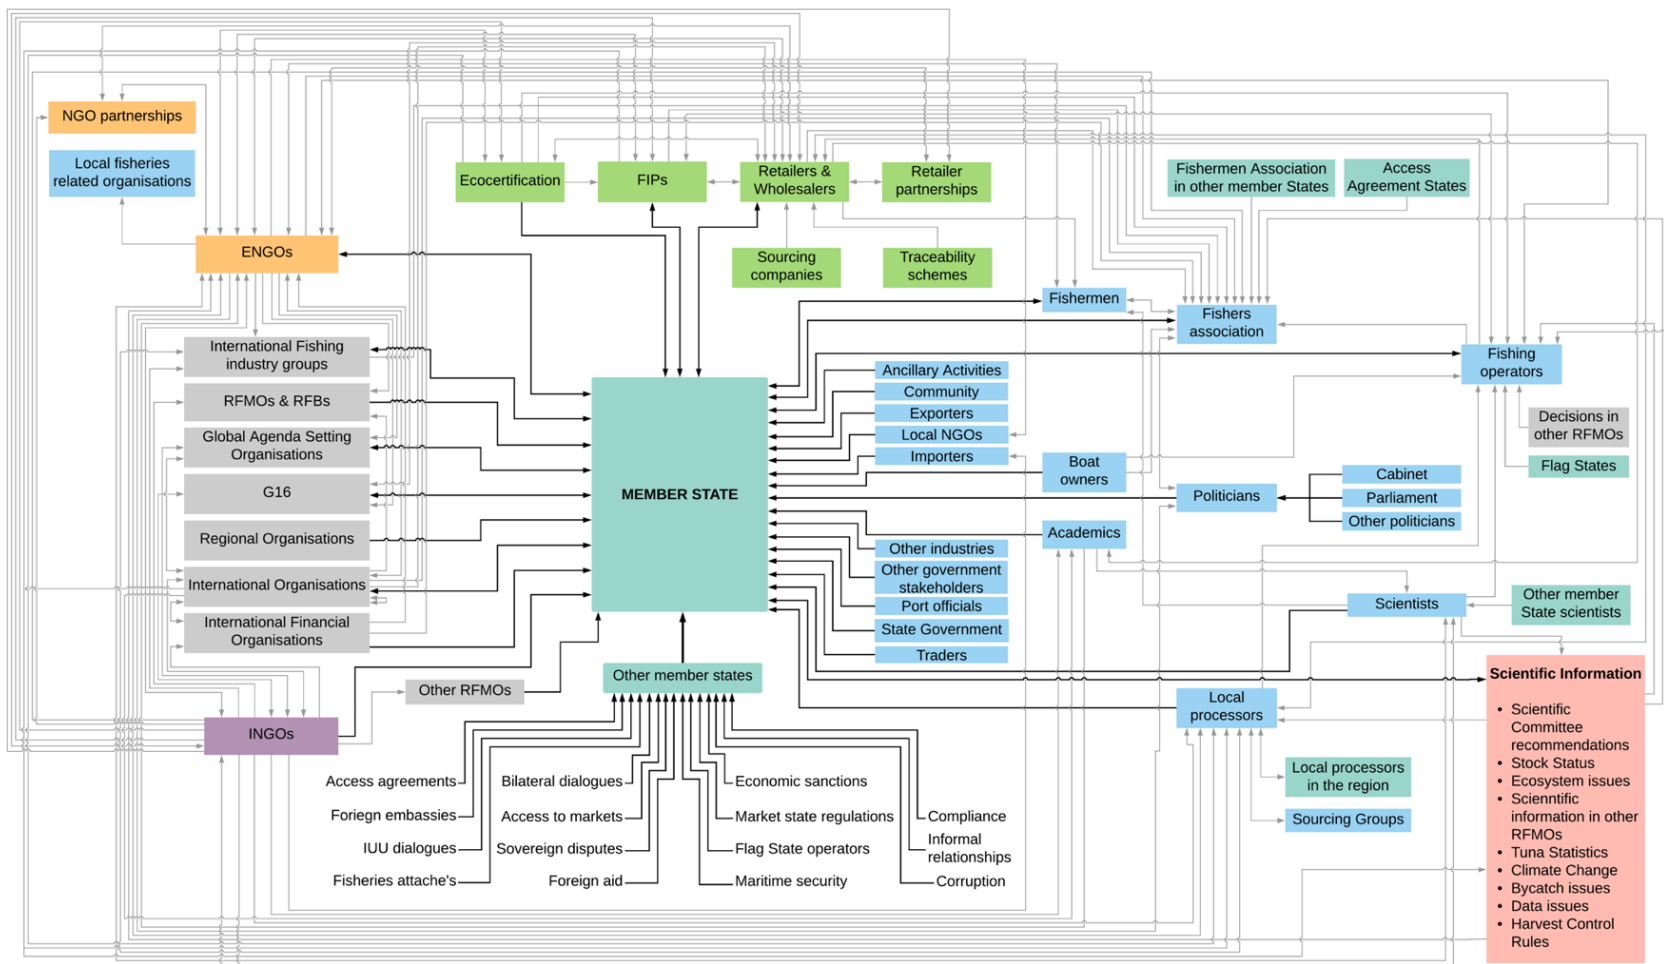 NGO partnerships
Local fisheries
related organisations
Ecocertification
FIPs
Retailers &
Wholesalers
Retailer
partnerships
Fishermen Association
in other member States
Access
Agreement States
ENGOs
Sourcing
companies
Traceability
schemes
Fishermen
Fishers
association
International Fishing
industry groups
RFMOs & RFBs
Global Agenda Setting
Organisations
G16
Regional Organisations
International Organisations
International Financial
Organisations
MEMBER STATE
Ancillary Activities
Community
Exporters
Local NGOs
Importers
Boat
owners
Fishing
operators
Decisions in
other RFMOs
Flag States
Politicians
Cabinet
Parliament
Other politicians
Academics
Other industries
Other government
stakeholders
Port officials
State Government
Traders
Scientists
Other member
State scientists
Other member states
Other RFMOs
INGOs
Local
processors
Local processors
in the region
Sourcing Groups
Access agreements
Foriegn embassies
IUU dialogues
Fisheries attache's
Bilateral dialogues
Access to markets
Sovereign disputes
Foreign aid
Economic sanctions
Market state regulations
Flag State operators
Maritime security
Compliance
Informal
relationships
Corruption
Scientific Information
• Scientific
Committee
recommendations
• Stock Status
• Ecosystem issues
• Scienntific
information in other
RFMOs
• Tuna Statistics
• Climate Change
• Bycatch issues
• Data issues
• Harvest Control
Rules